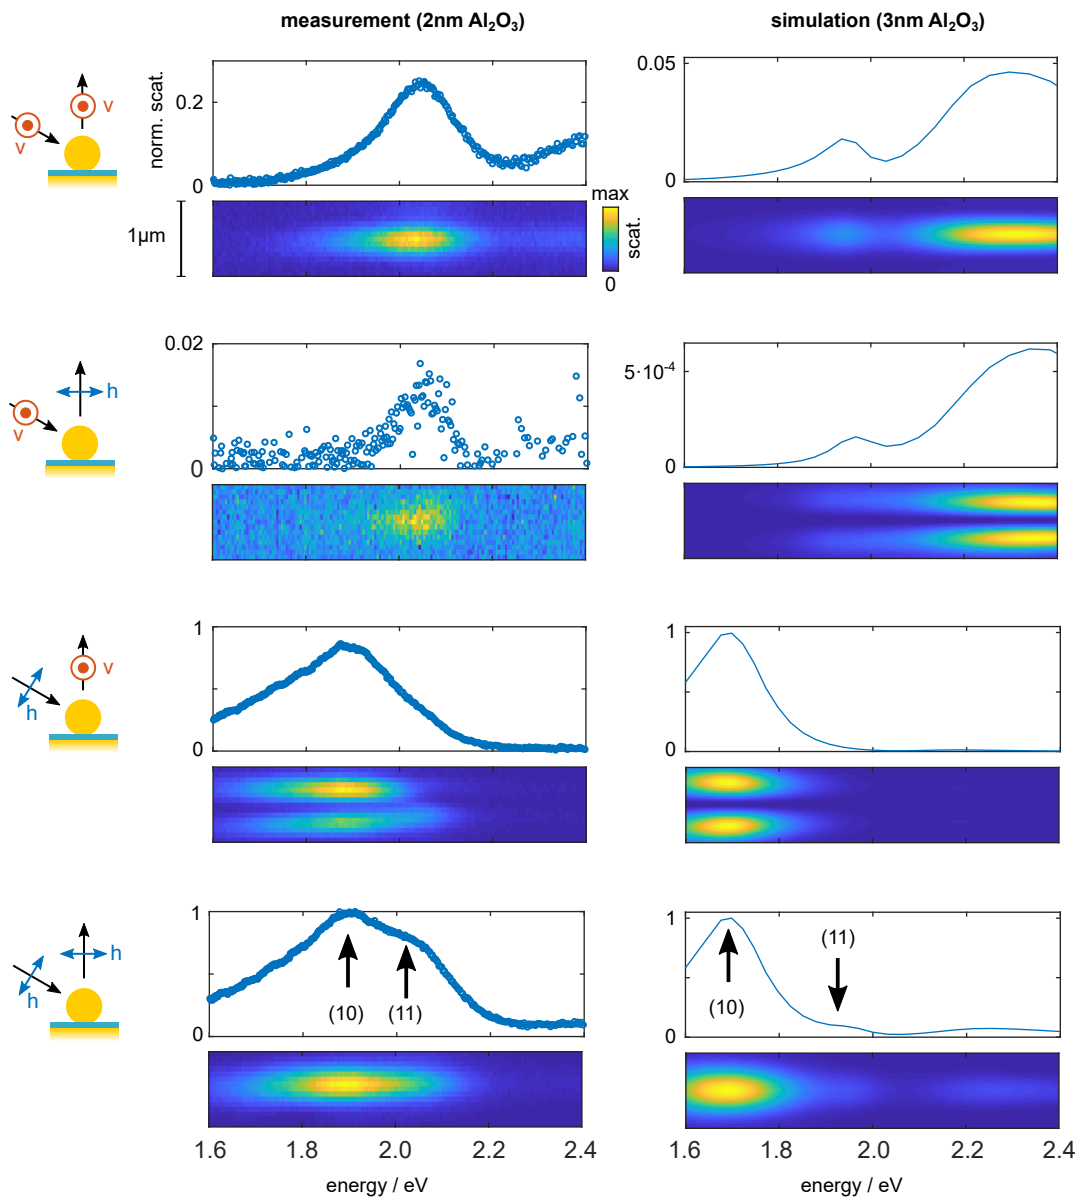 measurement (2nm Al₂O₃)
simulation (3nm Al₂O₃)
v
v
norm. scat.
0.2
0
0.05
0
1µm
max
scat.
0
h
v
0.02
0
5·10⁻⁴
0
v
h
1
0
1
0
h
h
1
0
(10)
(11)
1
0
(10)
(11)
1.6
1.8
2.0
2.2
2.4
1.6
1.8
2.0
2.2
2.4
energy / eV
energy / eV